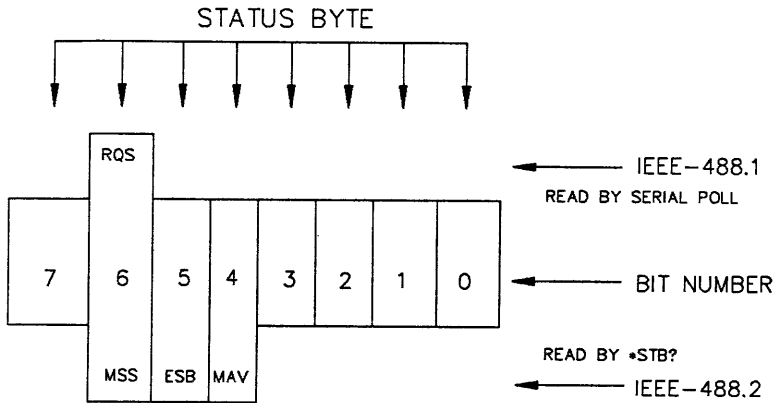 STATUS BYTE
RQS
IEEE-488.1
READ BY SERIAL POLL
7 6 5 4 3 2 1 0
BIT NUMBER
READ BY *STB?
MSS ESB MAV
IEEE-488.2